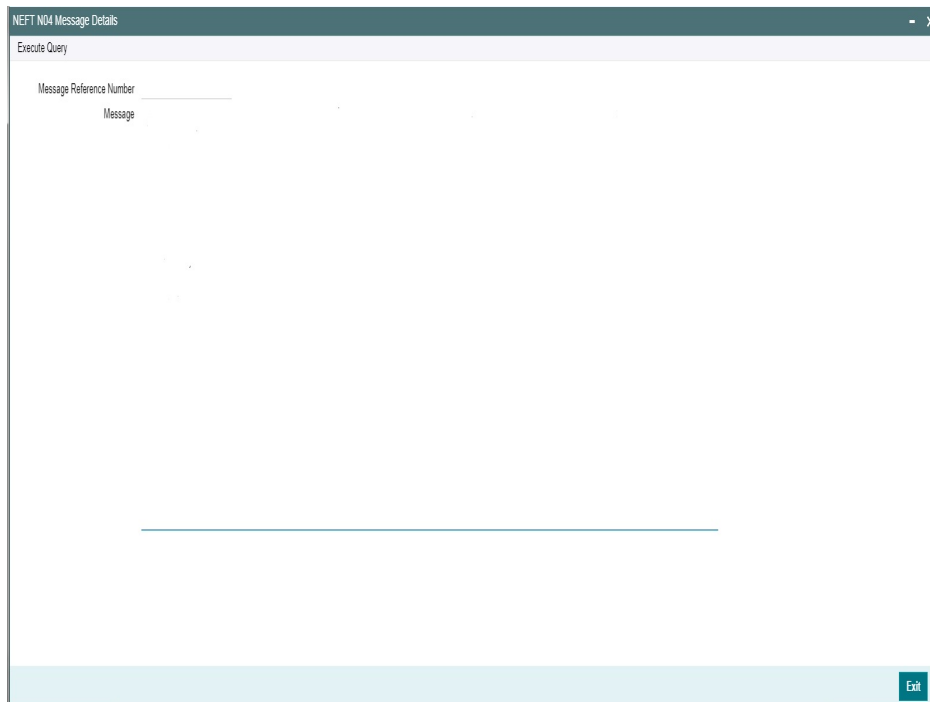 NEFT N04 Message Details
Execute Query
Message Reference Number
Message
Exit